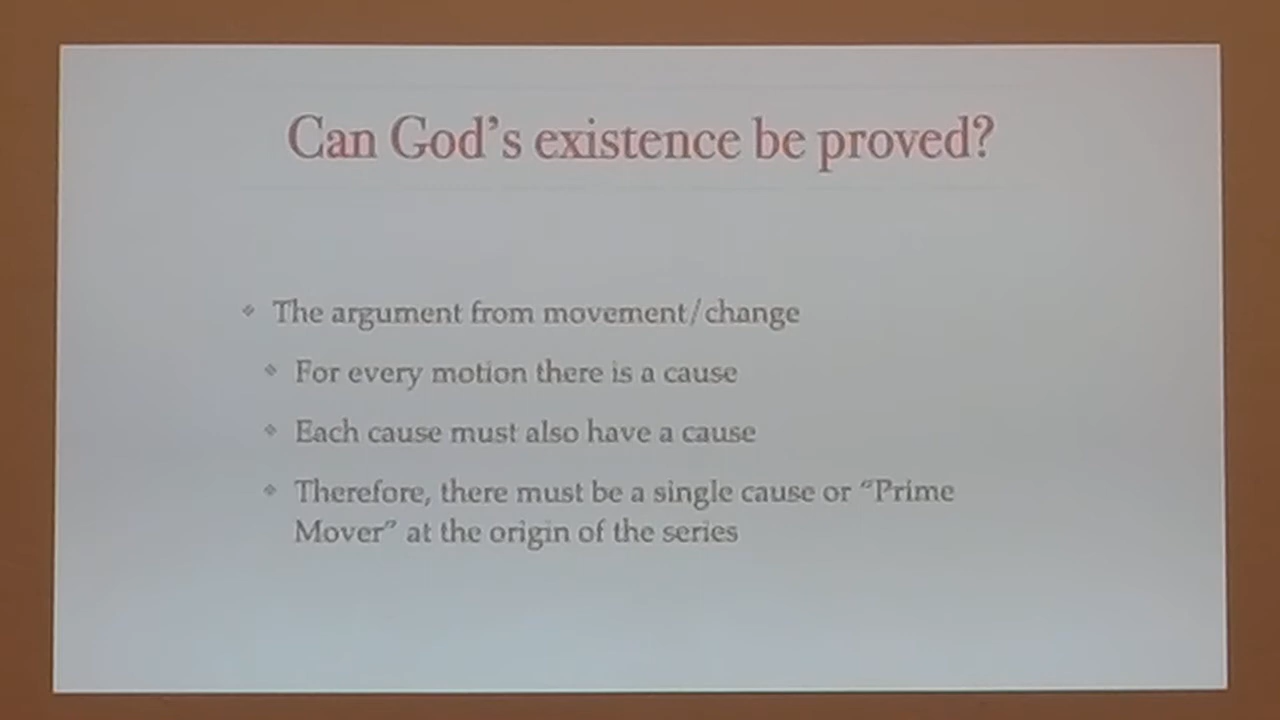 Can God’s existence be proved?
The argument from movement/change
For every motion there is a cause
Each cause must also have a cause
Therefore, there must be a single cause or “Prime
Mover” at the origin of the series